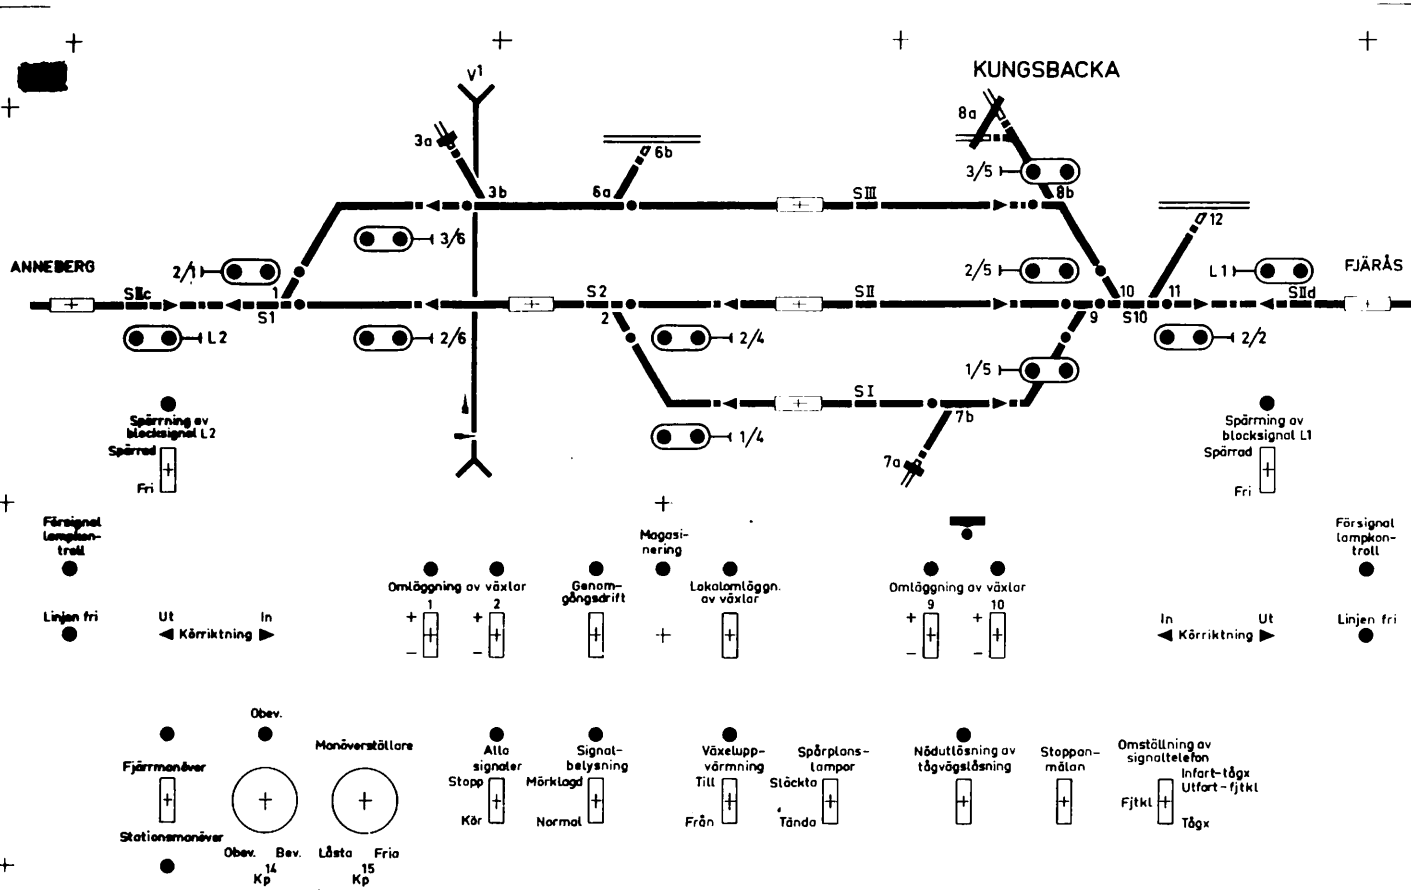 KUNGSBACKA
V1
8a
3a
6b
3/5
3b
6a
SIII
8b
12
3/6
ANNEBERG
2/1
2/5
L1
FJÄRÅS
SIIc
1
S2
SII
10
11
SIId
S1
2
9
S10
L2
2/6
2/4
2/2
1/5
SI
7b
1/4
7a
Spärrning av
blocksignal L2
Spärrad
Fri
Spärrning av
blocksignal L1
Spärrad
Fri
Försignal
lampkon-
troll
Magasi-
nering
Försignal
lampkon-
troll
Omläggning av växlar
1 2
+ +
- -
Genom-
gångsdrift
Lokalomläggn.
av växlar
Omläggning av växlar
9 10
+ +
- -
Linjen fri
Ut In
Körriktning
In Ut
Körriktning
Linjen fri
Obev.
Manöverställare
Fjärrmanöver
Stationsmanöver
Obev. Bev.
14
Kp
Låsta Fria
15
Kp
Alla
signaler
Stopp
Kör
Signal-
belysning
Mörklagd
Normal
Växelupp-
värmning
Till
Från
Spårplans-
lampor
Släckta
Tända
Nödutlösning av
tågvägslåsning
Stoppan-
mälan
Omställning av
signaltelefon
Infart-tågx
Utfart-fjtkl
Fjtkl
Tågx